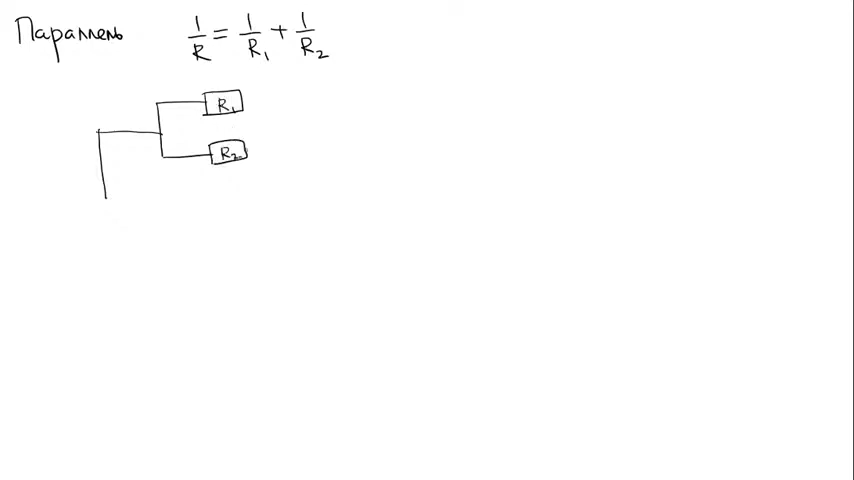 Параллель 1/R = 1/R₁ + 1/R₂
R₁
R₂